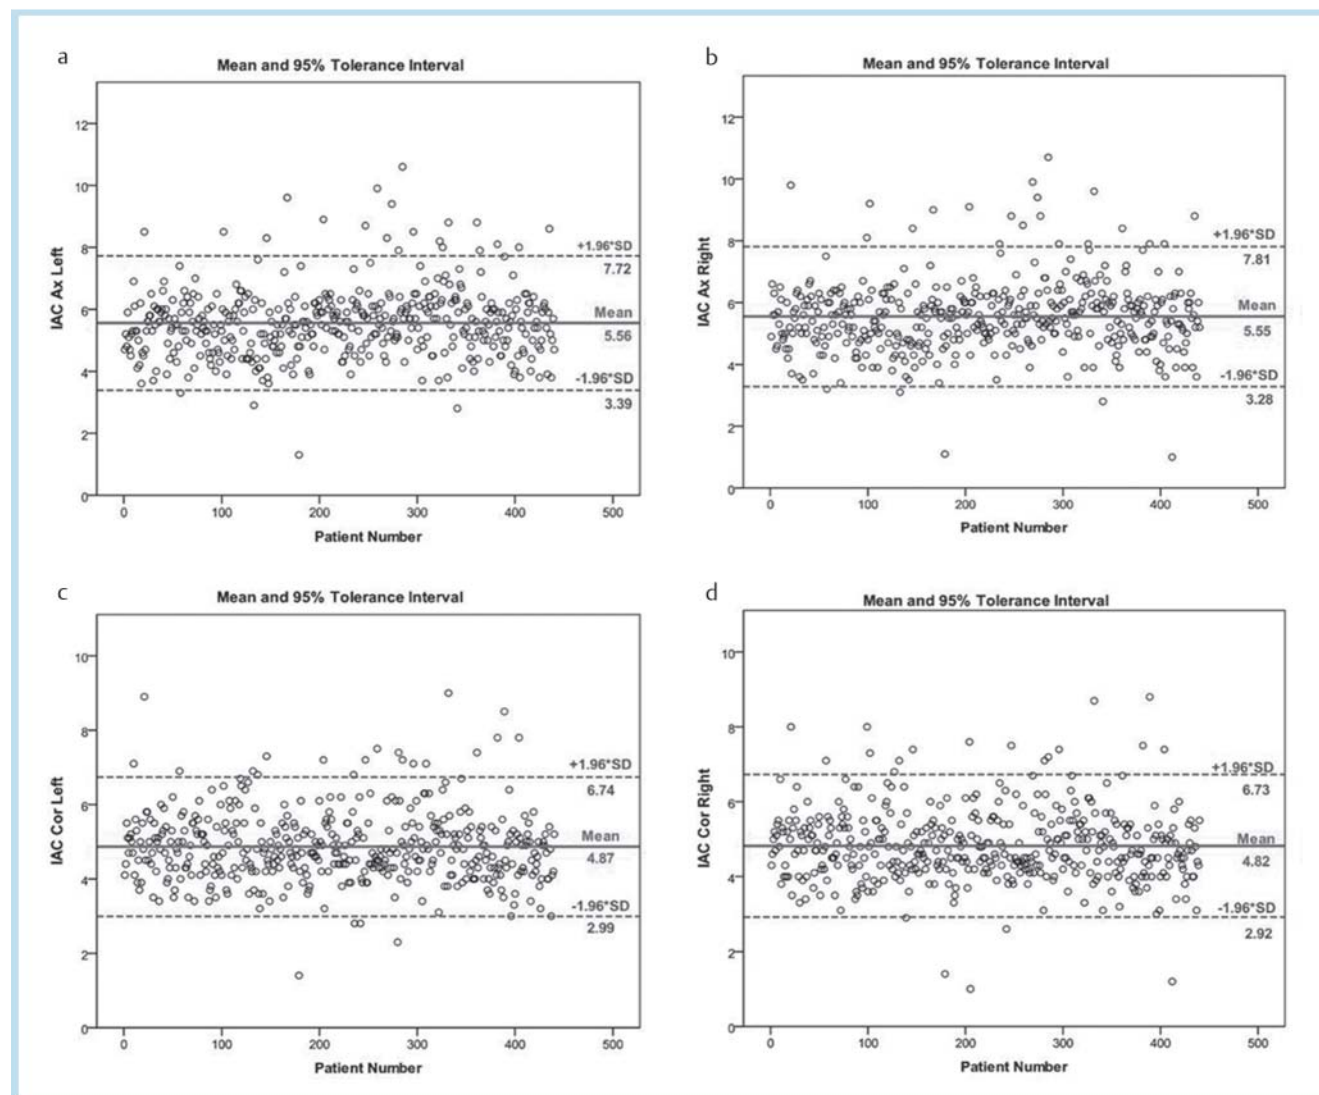 a
Mean and 95% Tolerance Interval
IAC Ax Left
12
10
8
6
4
2
0
+1.96*SD
7.72
Mean
5.56
-1.96*SD
3.39
0 100 200 300 400 500
Patient Number
b
Mean and 95% Tolerance Interval
IAC Ax Right
12
10
8
6
4
2
0
+1.96*SD
7.81
Mean
5.55
-1.96*SD
3.28
0 100 200 300 400 500
Patient Number
c
Mean and 95% Tolerance Interval
IAC Cor Left
10
8
6
4
2
0
+1.96*SD
6.74
Mean
4.87
-1.96*SD
2.99
0 100 200 300 400 500
Patient Number
d
Mean and 95% Tolerance Interval
IAC Cor Right
10
8
6
4
2
0
+1.96*SD
6.73
Mean
4.82
-1.96*SD
2.92
0 100 200 300 400 500
Patient Number